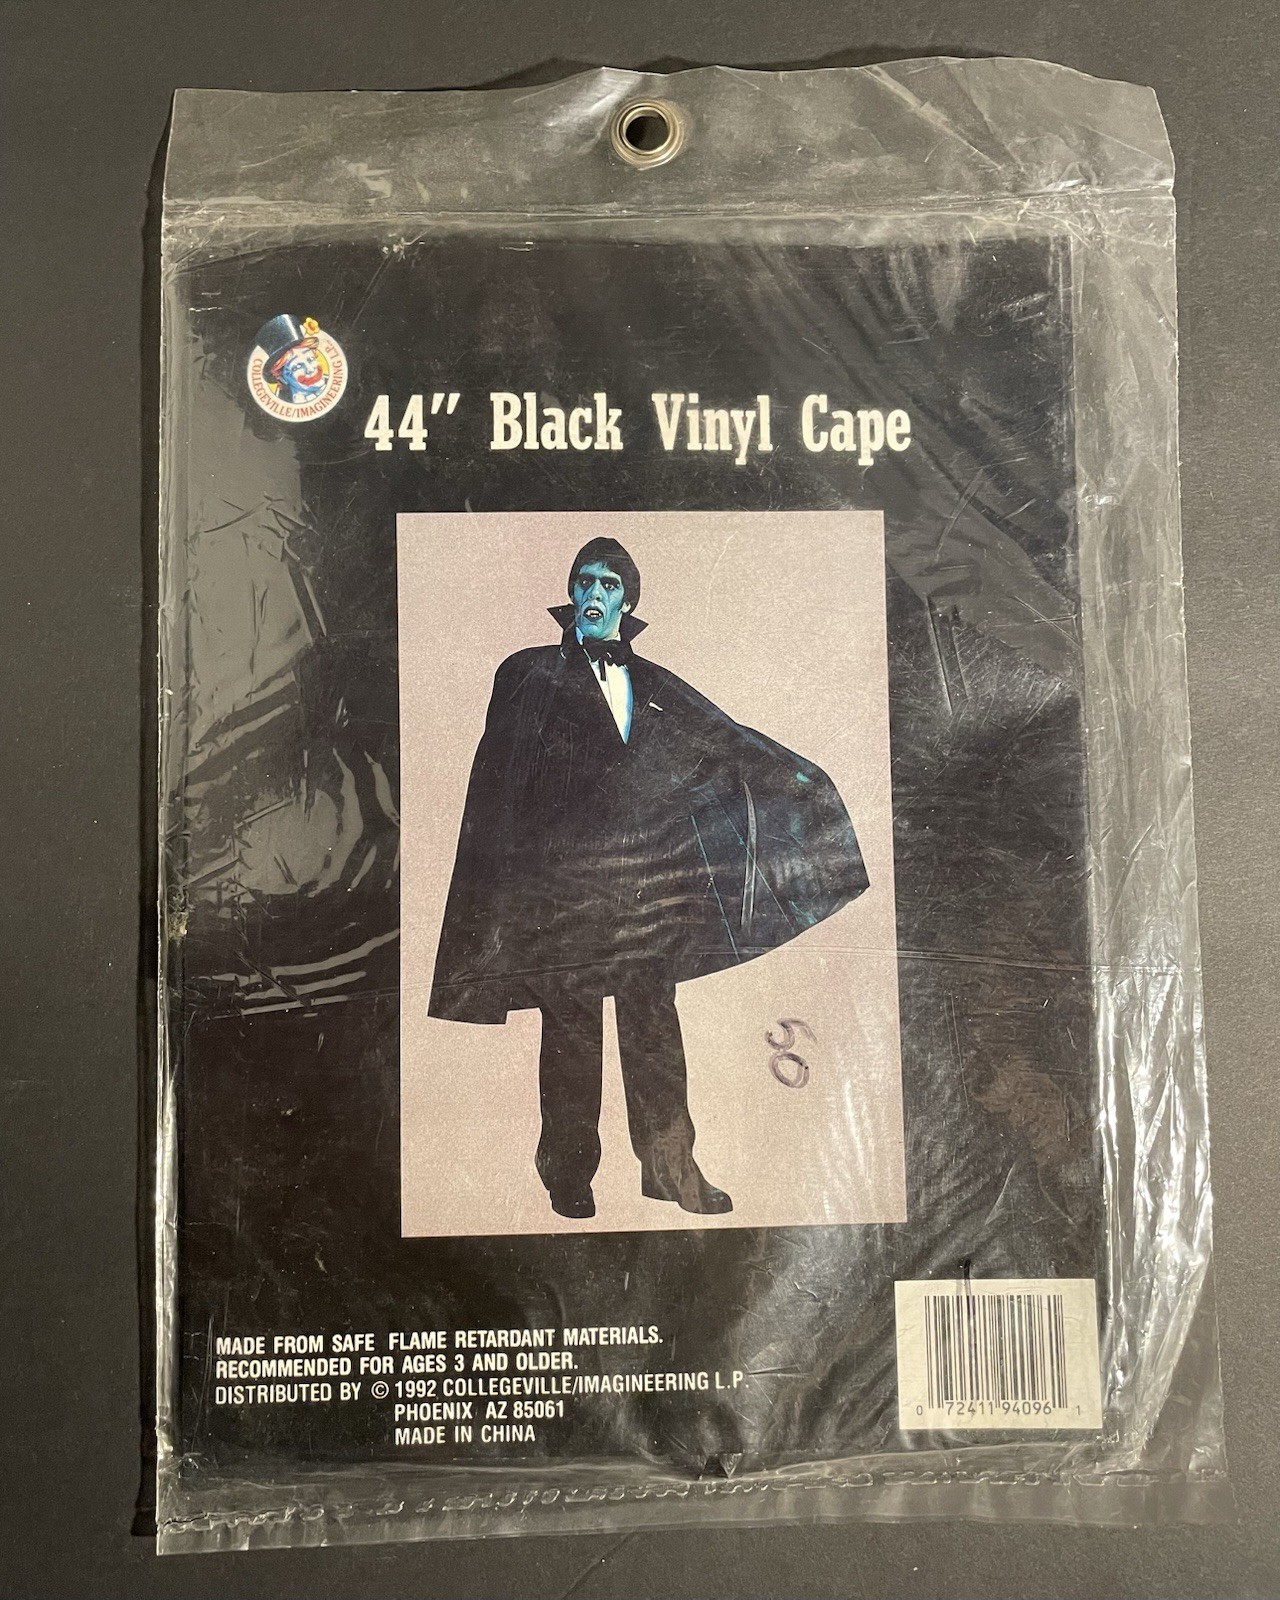 COLLEGEVILLE/IMAGINEERING L.P.
44" Black Vinyl Cape
MADE FROM SAFE FLAME RETARDANT MATERIALS.
RECOMMENDED FOR AGES 3 AND OLDER.
DISTRIBUTED BY © 1992 COLLEGEVILLE/IMAGINEERING L.P.
PHOENIX AZ 85061
MADE IN CHINA
0 72411 94096 1